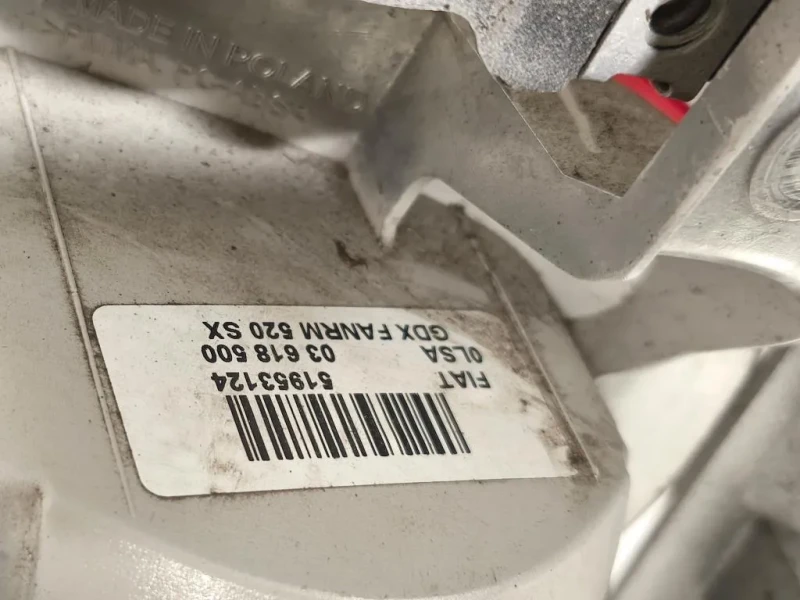 MADE IN POLAND
FIAT 51953124
OLSA 03 618 500
GDX FANRM 520 SX